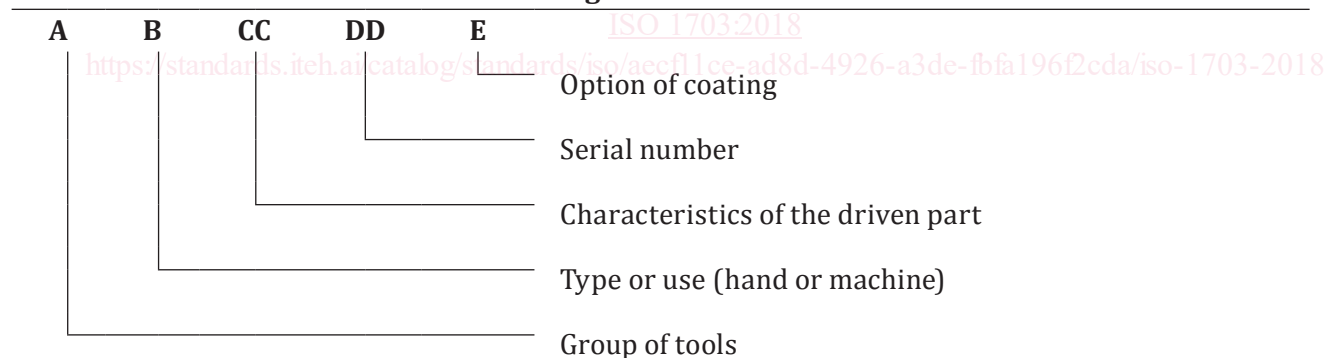 A B CC DD E
ISO 1703:2018
https://standards.iteh.ai/catalog/standards/iso/aecf11ce-ad8d-4926-a3de-fbfa196f2cda/iso-1703-2018
Option of coating
Serial number
Characteristics of the driven part
Type or use (hand or machine)
Group of tools